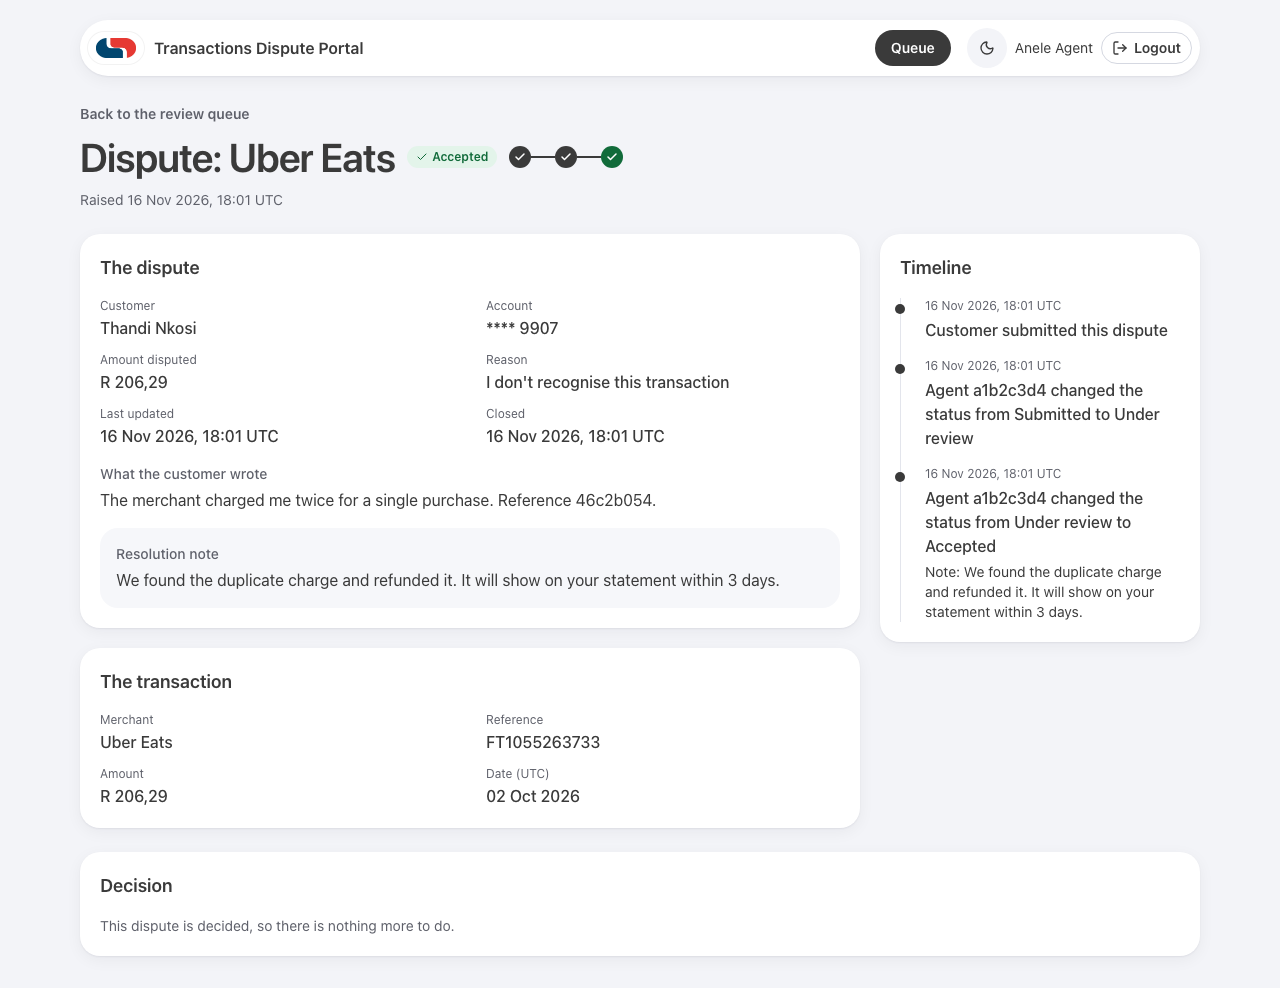 Transactions Dispute Portal
Queue
Anele Agent
Logout
Back to the review queue
Dispute: Uber Eats
Accepted
Raised 16 Nov 2026, 18:01 UTC
The dispute
Customer
Thandi Nkosi
Account
**** 9907
Amount disputed
R 206,29
Reason
I don't recognise this transaction
Last updated
16 Nov 2026, 18:01 UTC
Closed
16 Nov 2026, 18:01 UTC
What the customer wrote
The merchant charged me twice for a single purchase. Reference 46c2b054.
Resolution note
We found the duplicate charge and refunded it. It will show on your statement within 3 days.
Timeline
16 Nov 2026, 18:01 UTC
Customer submitted this dispute
16 Nov 2026, 18:01 UTC
Agent a1b2c3d4 changed the
status from Submitted to Under
review
16 Nov 2026, 18:01 UTC
Agent a1b2c3d4 changed the
status from Under review to
Accepted
Note: We found the duplicate charge
and refunded it. It will show on your
statement within 3 days.
The transaction
Merchant
Uber Eats
Reference
FT1055263733
Amount
R 206,29
Date (UTC)
02 Oct 2026
Decision
This dispute is decided, so there is nothing more to do.